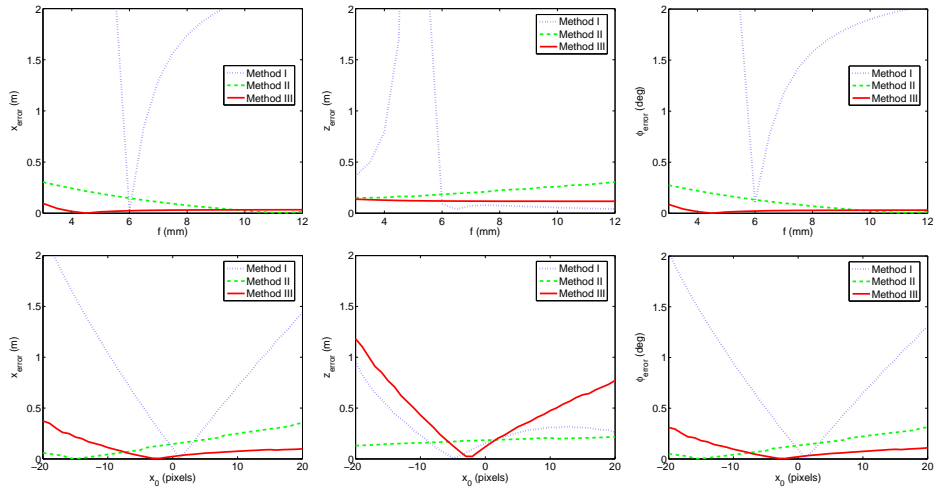 2
1.5
1
0.5
0
4
6
8
10
12
f (mm)
x_error (m)
Method I
Method II
Method III
2
1.5
1
0.5
0
4
6
8
10
12
f (mm)
z_error (m)
Method I
Method II
Method III
2
1.5
1
0.5
0
4
6
8
10
12
f (mm)
ϕ_error (deg)
Method I
Method II
Method III
2
1.5
1
0.5
0
−20
−10
0
10
20
x_0 (pixels)
x_error (m)
Method I
Method II
Method III
2
1.5
1
0.5
0
−20
−10
0
10
20
x_0 (pixels)
z_error (m)
Method I
Method II
Method III
2
1.5
1
0.5
0
−20
−10
0
10
20
x_0 (pixels)
ϕ_error (deg)
Method I
Method II
Method III